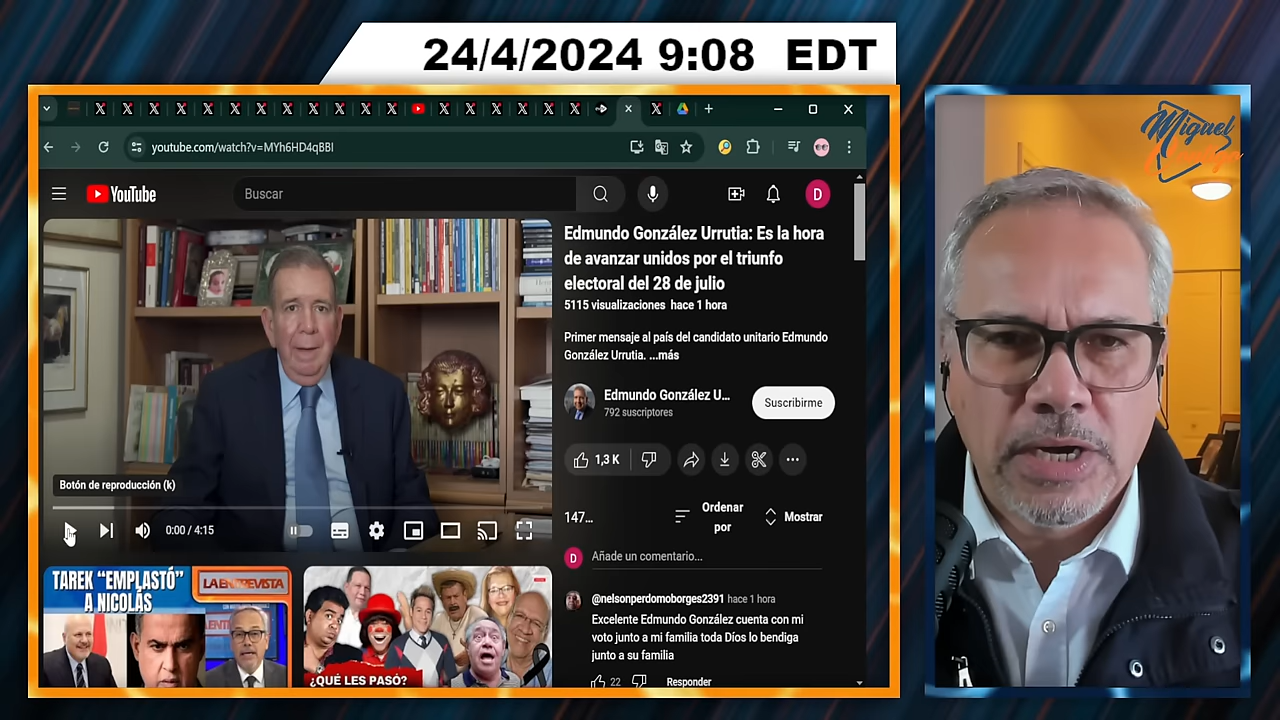 24/4/2024 9:08 EDT
youtube.com/watch?v=MYh6HD4qBBI
YouTube
Buscar
D
Edmundo González Urrutia: Es la hora
de avanzar unidos por el triunfo
electoral del 28 de julio
5115 visualizaciones hace 1 hora
Primer mensaje al país del candidato unitario Edmundo
González Urrutia. ...más
Edmundo González U...
792 suscriptores
Suscribirme
1,3 K
Botón de reproducción (k)
0:00 / 4:15
147...
Ordenar
por
Mostrar
D
Añade un comentario...
@nelsonperdomoborges2391 hace 1 hora
Excelente Edmundo González cuenta con mi
voto junto a mi familia toda Díos lo bendiga
junto a su familia
22
Responder
TAREK “EMPLASTÓ”
A NICOLÁS
LA ENTREVISTA
¿QUÉ LES PASÓ?
Miguel